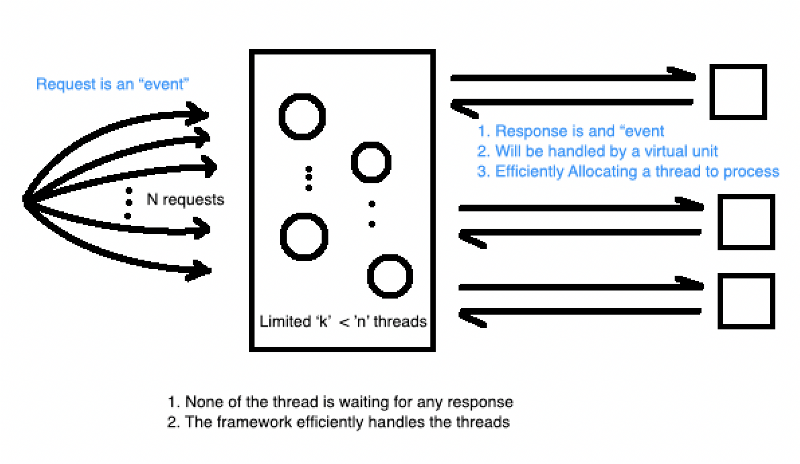 Request is an “event”
1. Response is and “event
2. Will be handled by a virtual unit
3. Efficiently Allocating a thread to process
N requests
Limited ‘k’ < ’n’ threads
1. None of the thread is waiting for any response
2. The framework efficiently handles the threads